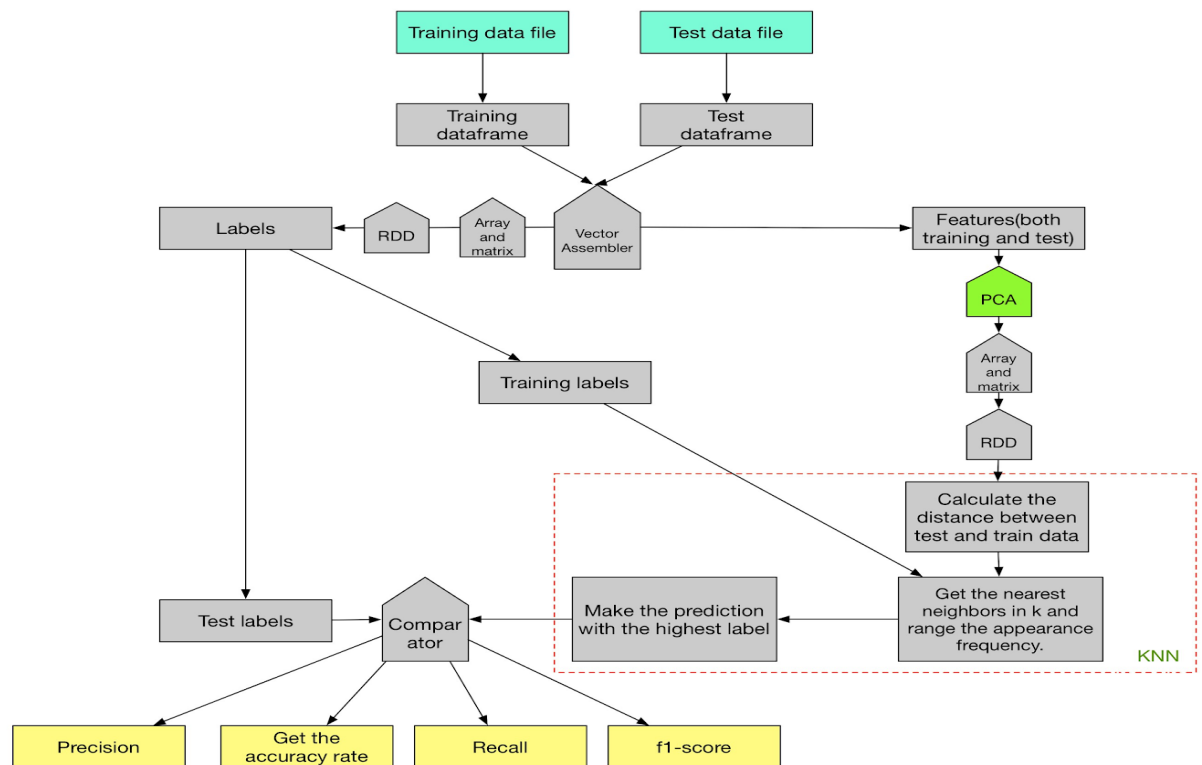 Training data file
Test data file
Training
dataframe
Test
dataframe
Labels
RDD
Array
and
matrix
Vector
Assembler
Features(both
training and test)
PCA
Array
and
matrix
Training labels
RDD
Calculate the
distance between
test and train data
Test labels
Compar
ator
Make the prediction
with the highest label
Get the nearest
neighbors in k and
range the appearance
frequency.
KNN
Precision
Get the
accuracy rate
Recall
f1-score